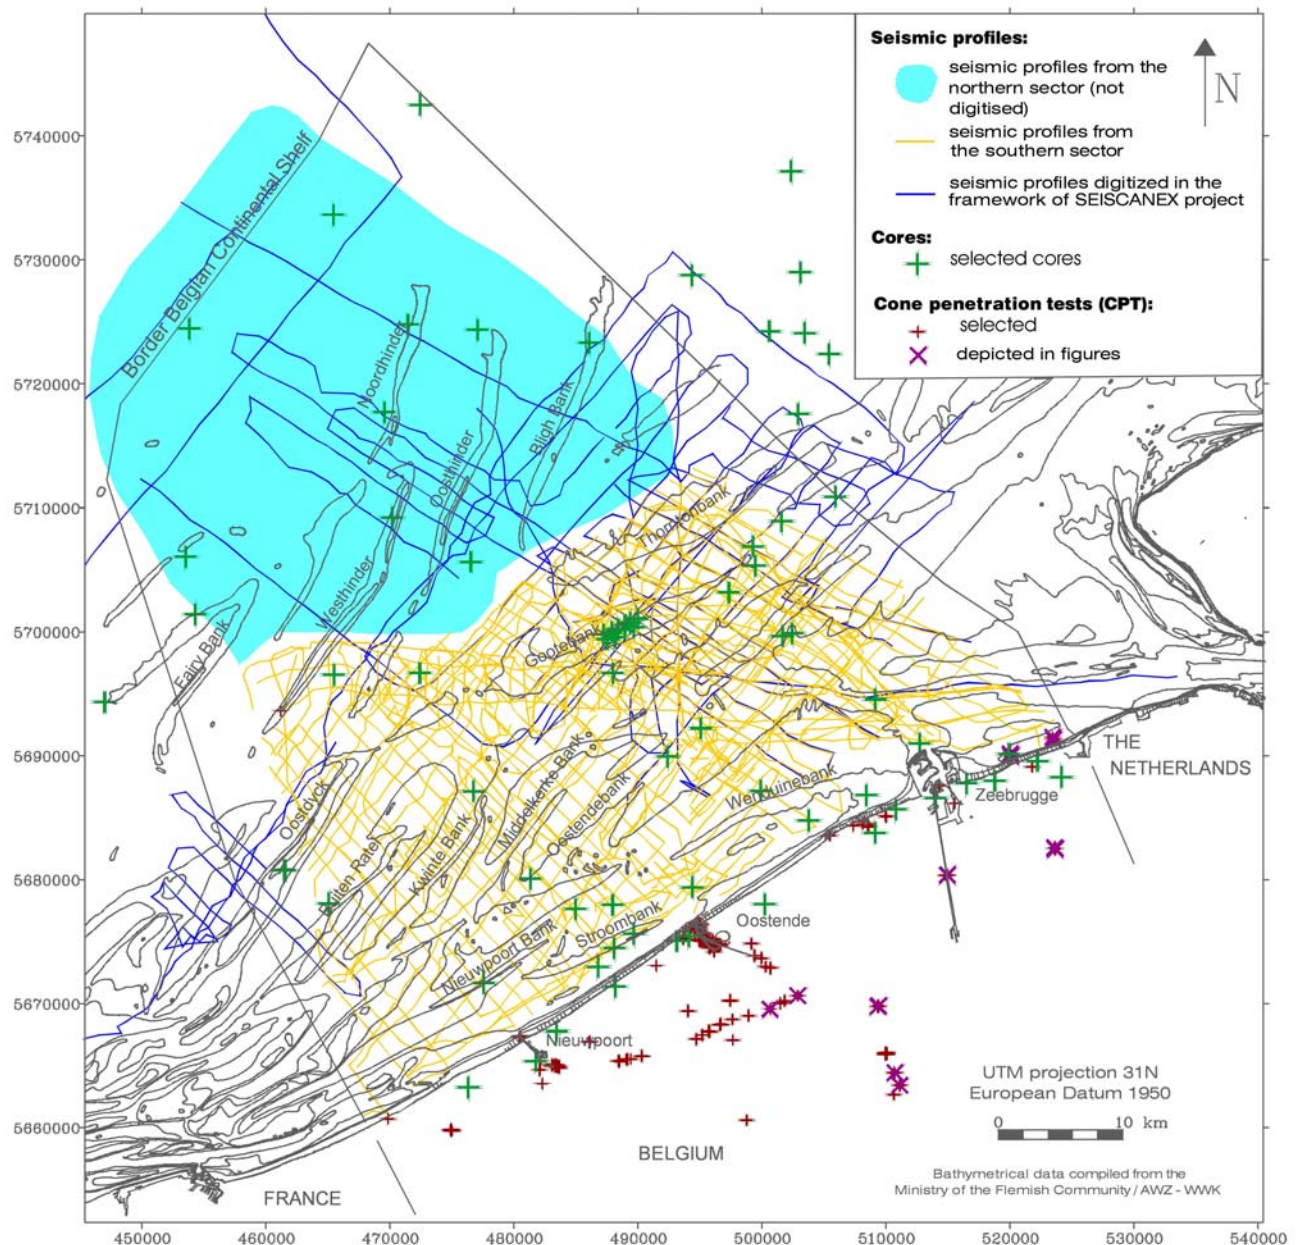 Seismic profiles:
seismic profiles from the
northern sector (not
digitised)
seismic profiles from
the southern sector
seismic profiles digitized in the
framework of SEISCANEX project
Cores:
selected cores
Cone penetration tests (CPT):
selected
depicted in figures
N
5740000
5730000
5720000
5710000
5700000
5690000
5680000
5670000
5660000
Border Belgian Continental Shelf
Noordhinder
Oosthinder
Bligh Bank
Westhinder
Fairy Bank
Thorntonbank
Gootebank
Oostdyck
Buiten Ratel
Kwinte Bank
Middelkerke Bank
Oostendebank
Wenduinebank
Nieuwpoort Bank
Stroombank
THE
NETHERLANDS
Zeebrugge
Oostende
Nieuwpoort
BELGIUM
FRANCE
UTM projection 31N
European Datum 1950
0 10 km
Bathymetrical data compiled from the
Ministry of the Flemish Community / AWZ - WWK
450000 460000 470000 480000 490000 500000 510000 520000 530000 540000